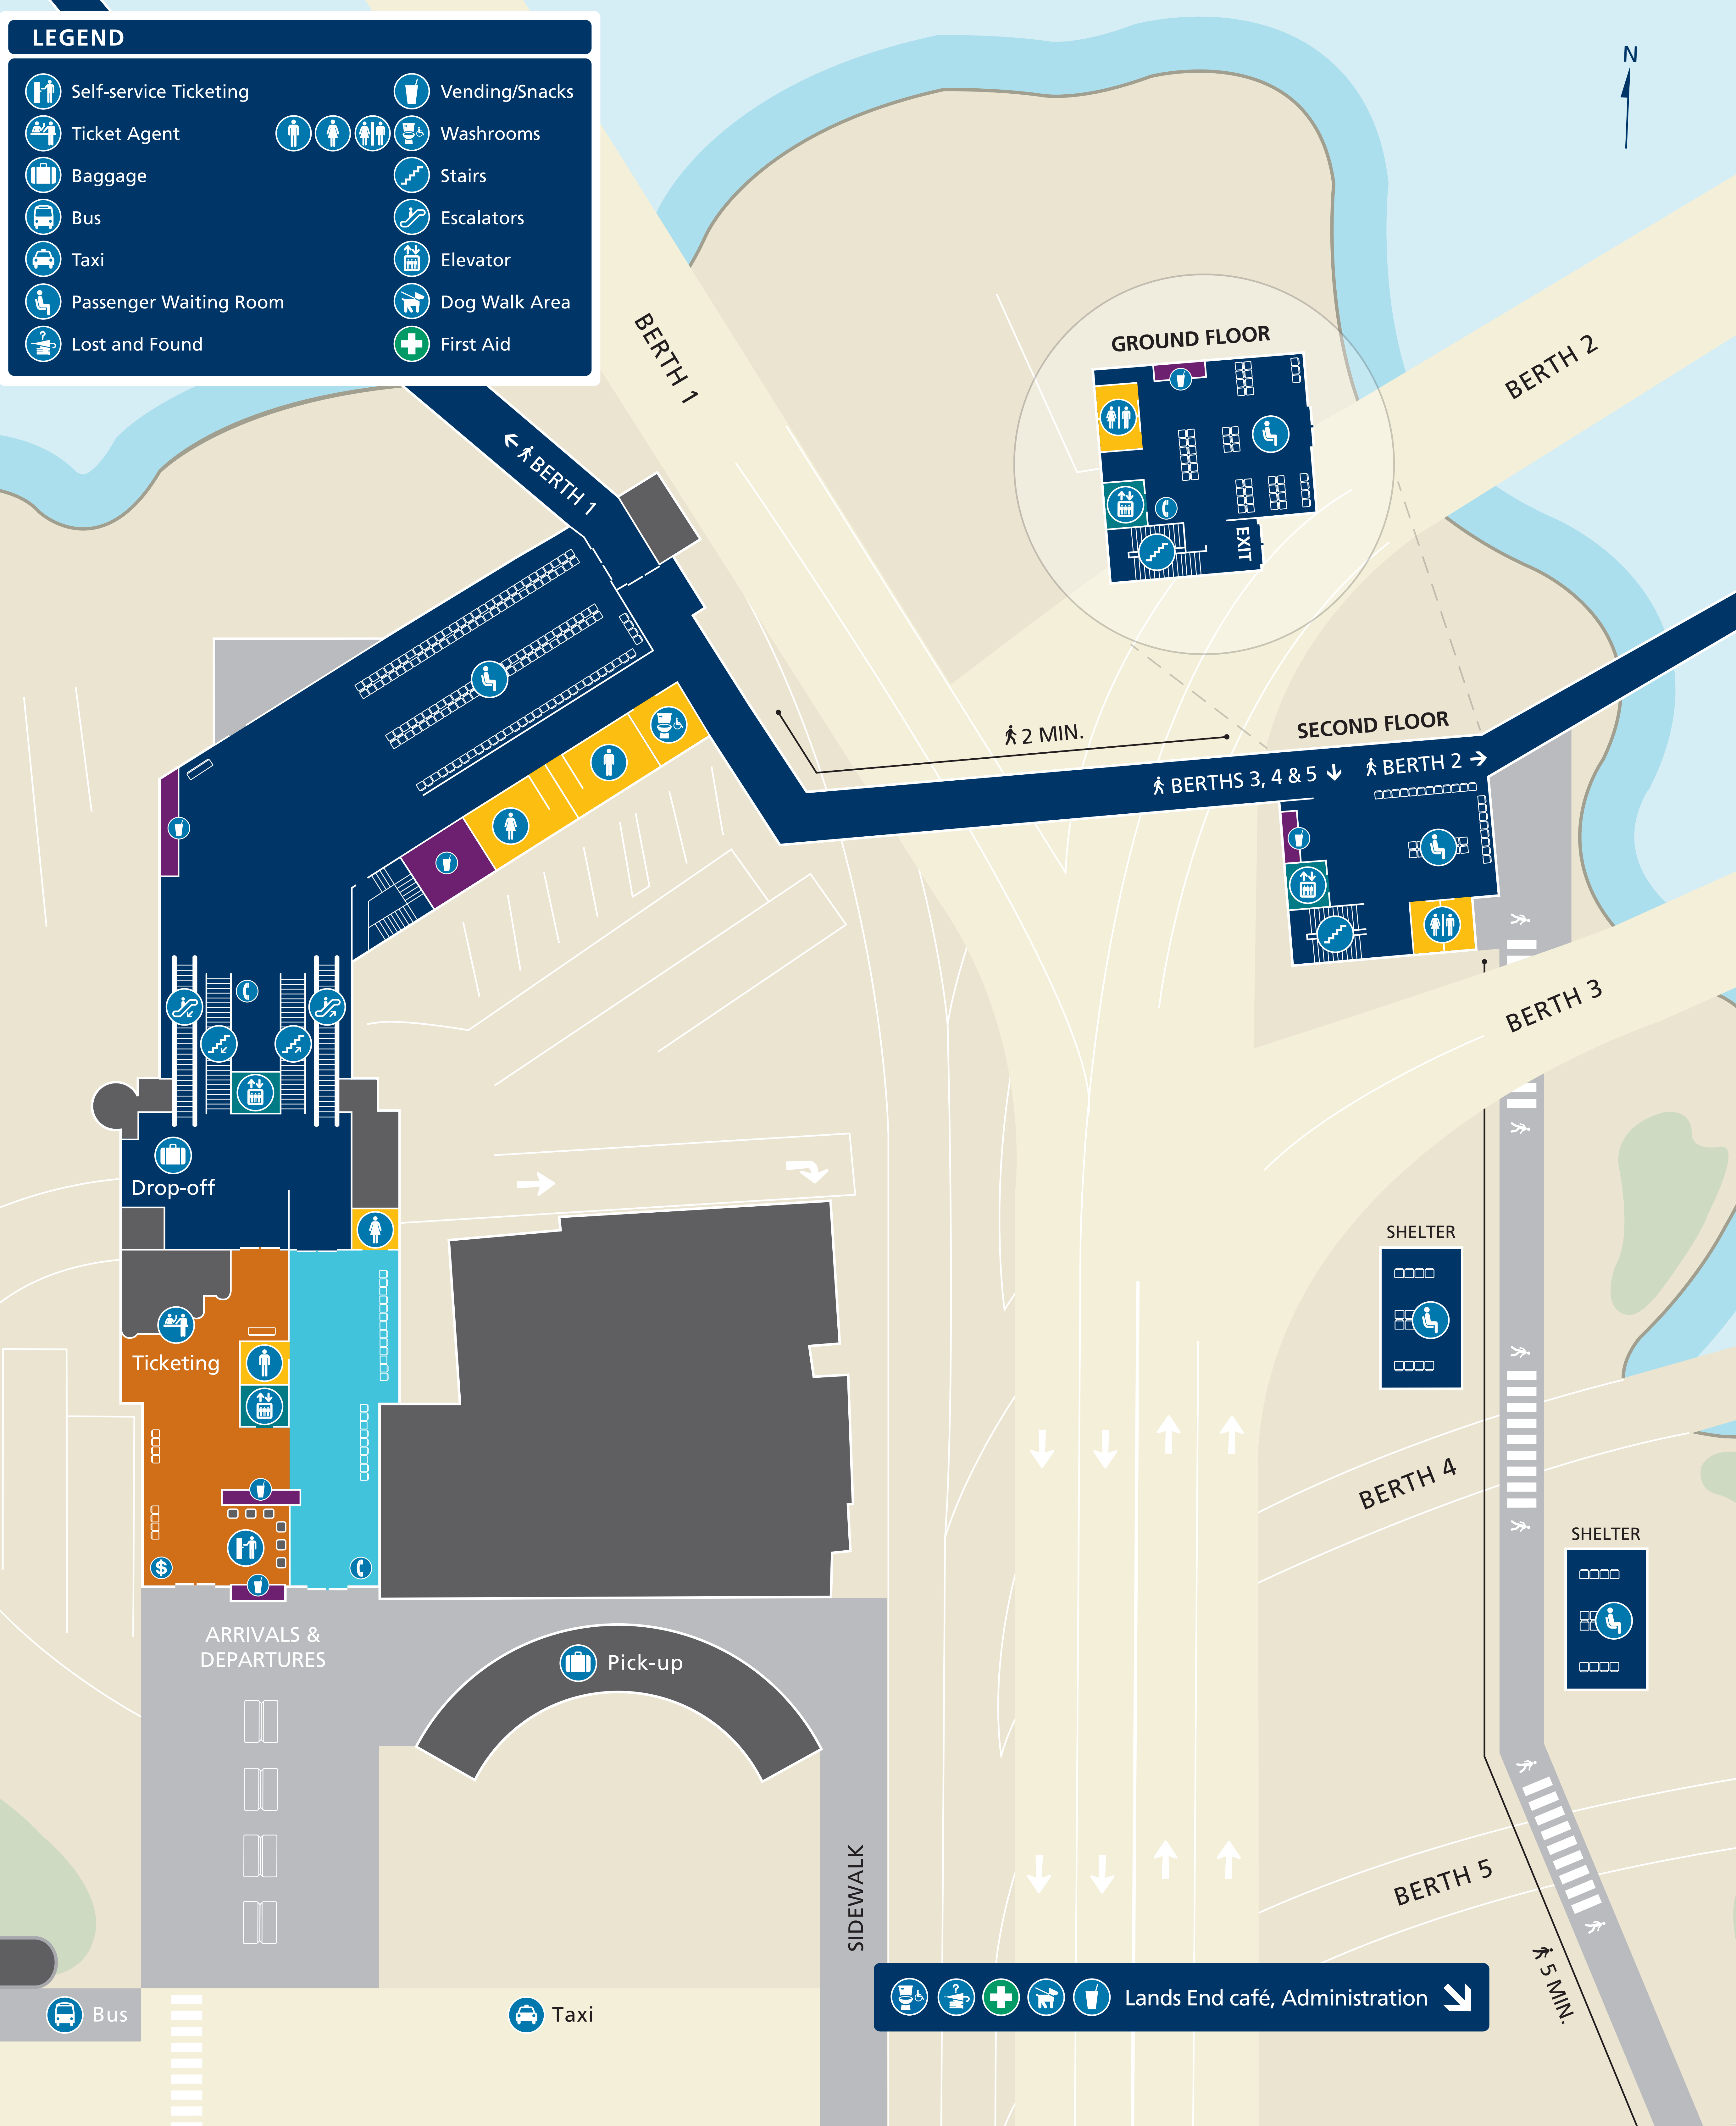 LEGEND
Self-service Ticketing
Ticket Agent
Baggage
Bus
Taxi
Passenger Waiting Room
Lost and Found
Vending/Snacks
Washrooms
Stairs
Escalators
Elevator
Dog Walk Area
First Aid
N
BERTH 1
BERTH 2
GROUND FLOOR
EXIT
BERTH 1
2 MIN.
SECOND FLOOR
BERTHS 3, 4 & 5
BERTH 2
BERTH 3
Drop-off
SHELTER
Ticketing
BERTH 4
SHELTER
$
ARRIVALS &
DEPARTURES
Pick-up
SIDEWALK
BERTH 5
5 MIN.
Lands End café, Administration
Bus
Taxi